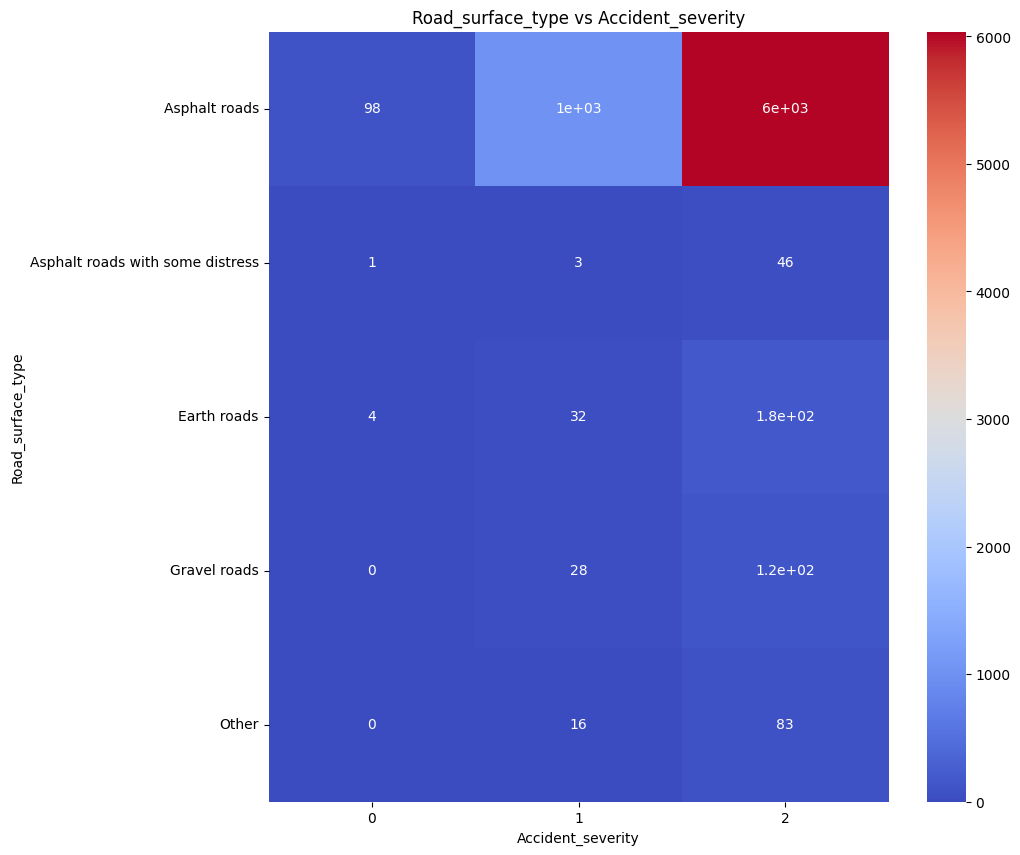 Road_surface_type vs Accident_severity
Asphalt roads
98
1e+03
6e+03
Asphalt roads with some distress
1
3
46
Earth roads
4
32
1.8e+02
Gravel roads
0
28
1.2e+02
Other
0
16
83
0
1
2
Accident_severity
Road_surface_type
6000
5000
4000
3000
2000
1000
0